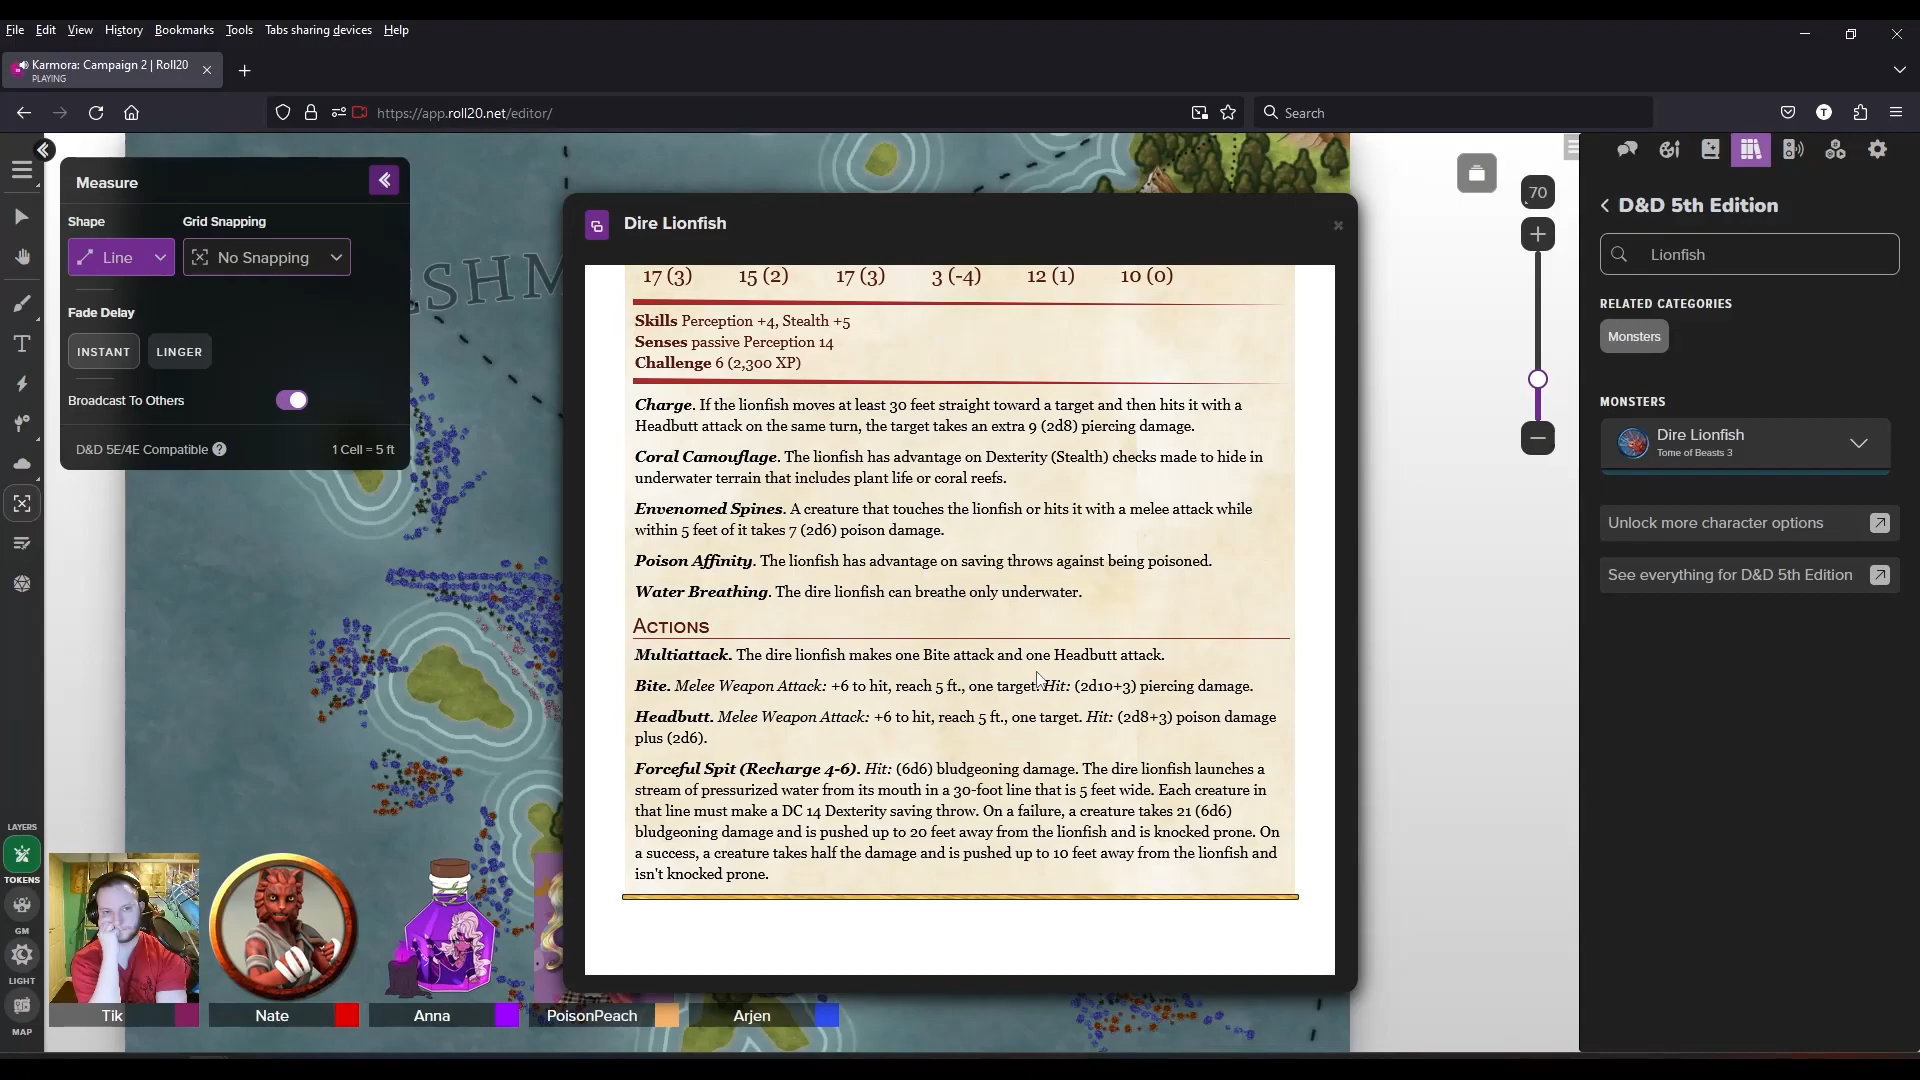 File Edit View History Bookmarks Tools Tabs sharing devices Help
Karmora: Campaign 2 | Roll20
PLAYING
https://app.roll20.net/editor/
Search
T
Measure
Shape
Grid Snapping
Line
No Snapping
Fade Delay
INSTANT
LINGER
Broadcast To Others
D&D 5E/4E Compatible ?
1 Cell = 5 ft
ESHM
LAYERS
TOKENS
GM
LIGHT
MAP
Tik
Nate
Anna
PoisonPeach
Arjen
Dire Lionfish
17 (3) 15 (2) 17 (3) 3 (-4) 12 (1) 10 (0)
Skills Perception +4, Stealth +5
Senses passive Perception 14
Challenge 6 (2,300 XP)
Charge. If the lionfish moves at least 30 feet straight toward a target and then hits it with a
Headbutt attack on the same turn, the target takes an extra 9 (2d8) piercing damage.
Coral Camouflage. The lionfish has advantage on Dexterity (Stealth) checks made to hide in
underwater terrain that includes plant life or coral reefs.
Envenomed Spines. A creature that touches the lionfish or hits it with a melee attack while
within 5 feet of it takes 7 (2d6) poison damage.
Poison Affinity. The lionfish has advantage on saving throws against being poisoned.
Water Breathing. The dire lionfish can breathe only underwater.
ACTIONS
Multiattack. The dire lionfish makes one Bite attack and one Headbutt attack.
Bite. Melee Weapon Attack: +6 to hit, reach 5 ft., one target. Hit: (2d10+3) piercing damage.
Headbutt. Melee Weapon Attack: +6 to hit, reach 5 ft., one target. Hit: (2d8+3) poison damage
plus (2d6).
Forceful Spit (Recharge 4-6). Hit: (6d6) bludgeoning damage. The dire lionfish launches a
stream of pressurized water from its mouth in a 30-foot line that is 5 feet wide. Each creature in
that line must make a DC 14 Dexterity saving throw. On a failure, a creature takes 21 (6d6)
bludgeoning damage and is pushed up to 20 feet away from the lionfish and is knocked prone. On
a success, a creature takes half the damage and is pushed up to 10 feet away from the lionfish and
isn't knocked prone.
70
D&D 5th Edition
Lionfish
RELATED CATEGORIES
Monsters
MONSTERS
Dire Lionfish
Tome of Beasts 3
Unlock more character options
See everything for D&D 5th Edition